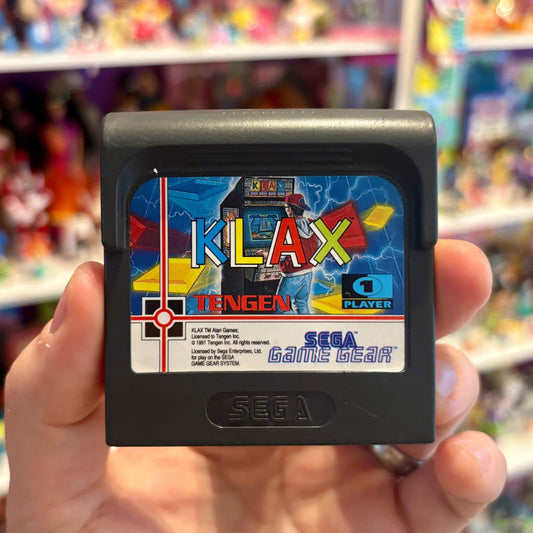 KLAX
KLAX
TENGEN
1
PLAYER
KLAX TM Atari Games;
Licensed to Tengen Inc.
© 1991 Tengen Inc. All rights reserved.
Licensed by Sega Enterprises, Ltd.
for play on the SEGA
GAME GEAR SYSTEM.
SEGA
GAME GEAR™
SEGA